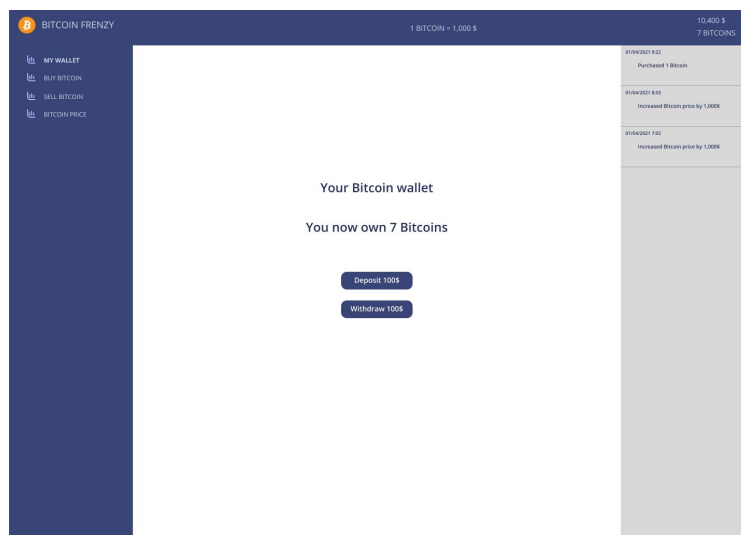 BITCOIN FRENZY
1 BITCOIN = 1,000 $
10,400 $
7 BITCOINS
MY WALLET
BUY BITCOIN
SELL BITCOIN
BITCOIN PRICE
Your Bitcoin wallet
You now own 7 Bitcoins
Deposit 100$
Withdraw 100$
01/04/2021 9:22
Purchased 1 Bitcoin
01/04/2021 8:03
Increased Bitcoin price by 1,000$
01/04/2021 7:02
Increased Bitcoin price by 1,000$